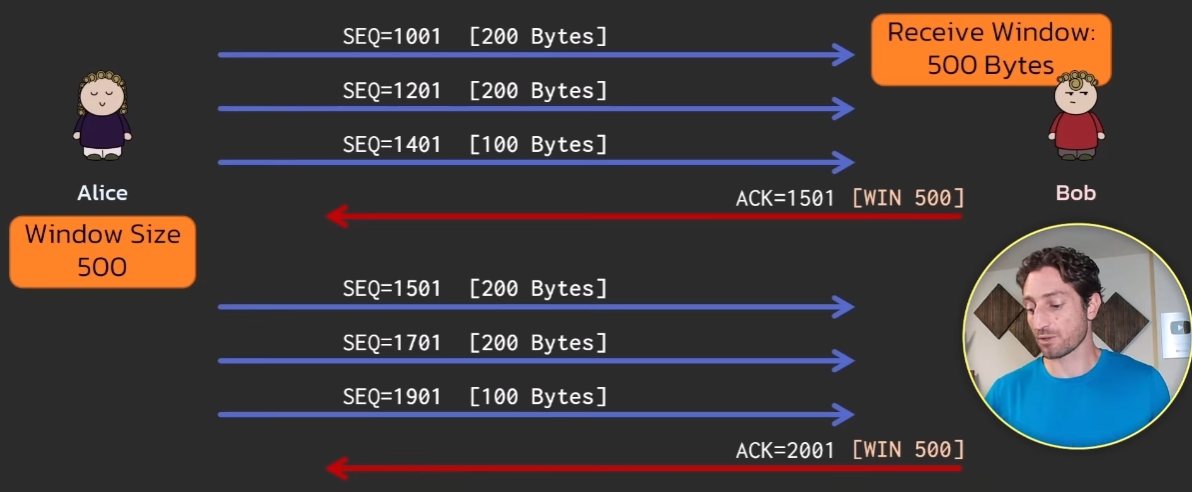 SEQ=1001 [200 Bytes]
Receive Window:
500 Bytes
SEQ=1201 [200 Bytes]
SEQ=1401 [100 Bytes]
Alice
Bob
ACK=1501 [WIN 500]
Window Size
500
SEQ=1501 [200 Bytes]
SEQ=1701 [200 Bytes]
SEQ=1901 [100 Bytes]
ACK=2001 [WIN 500]